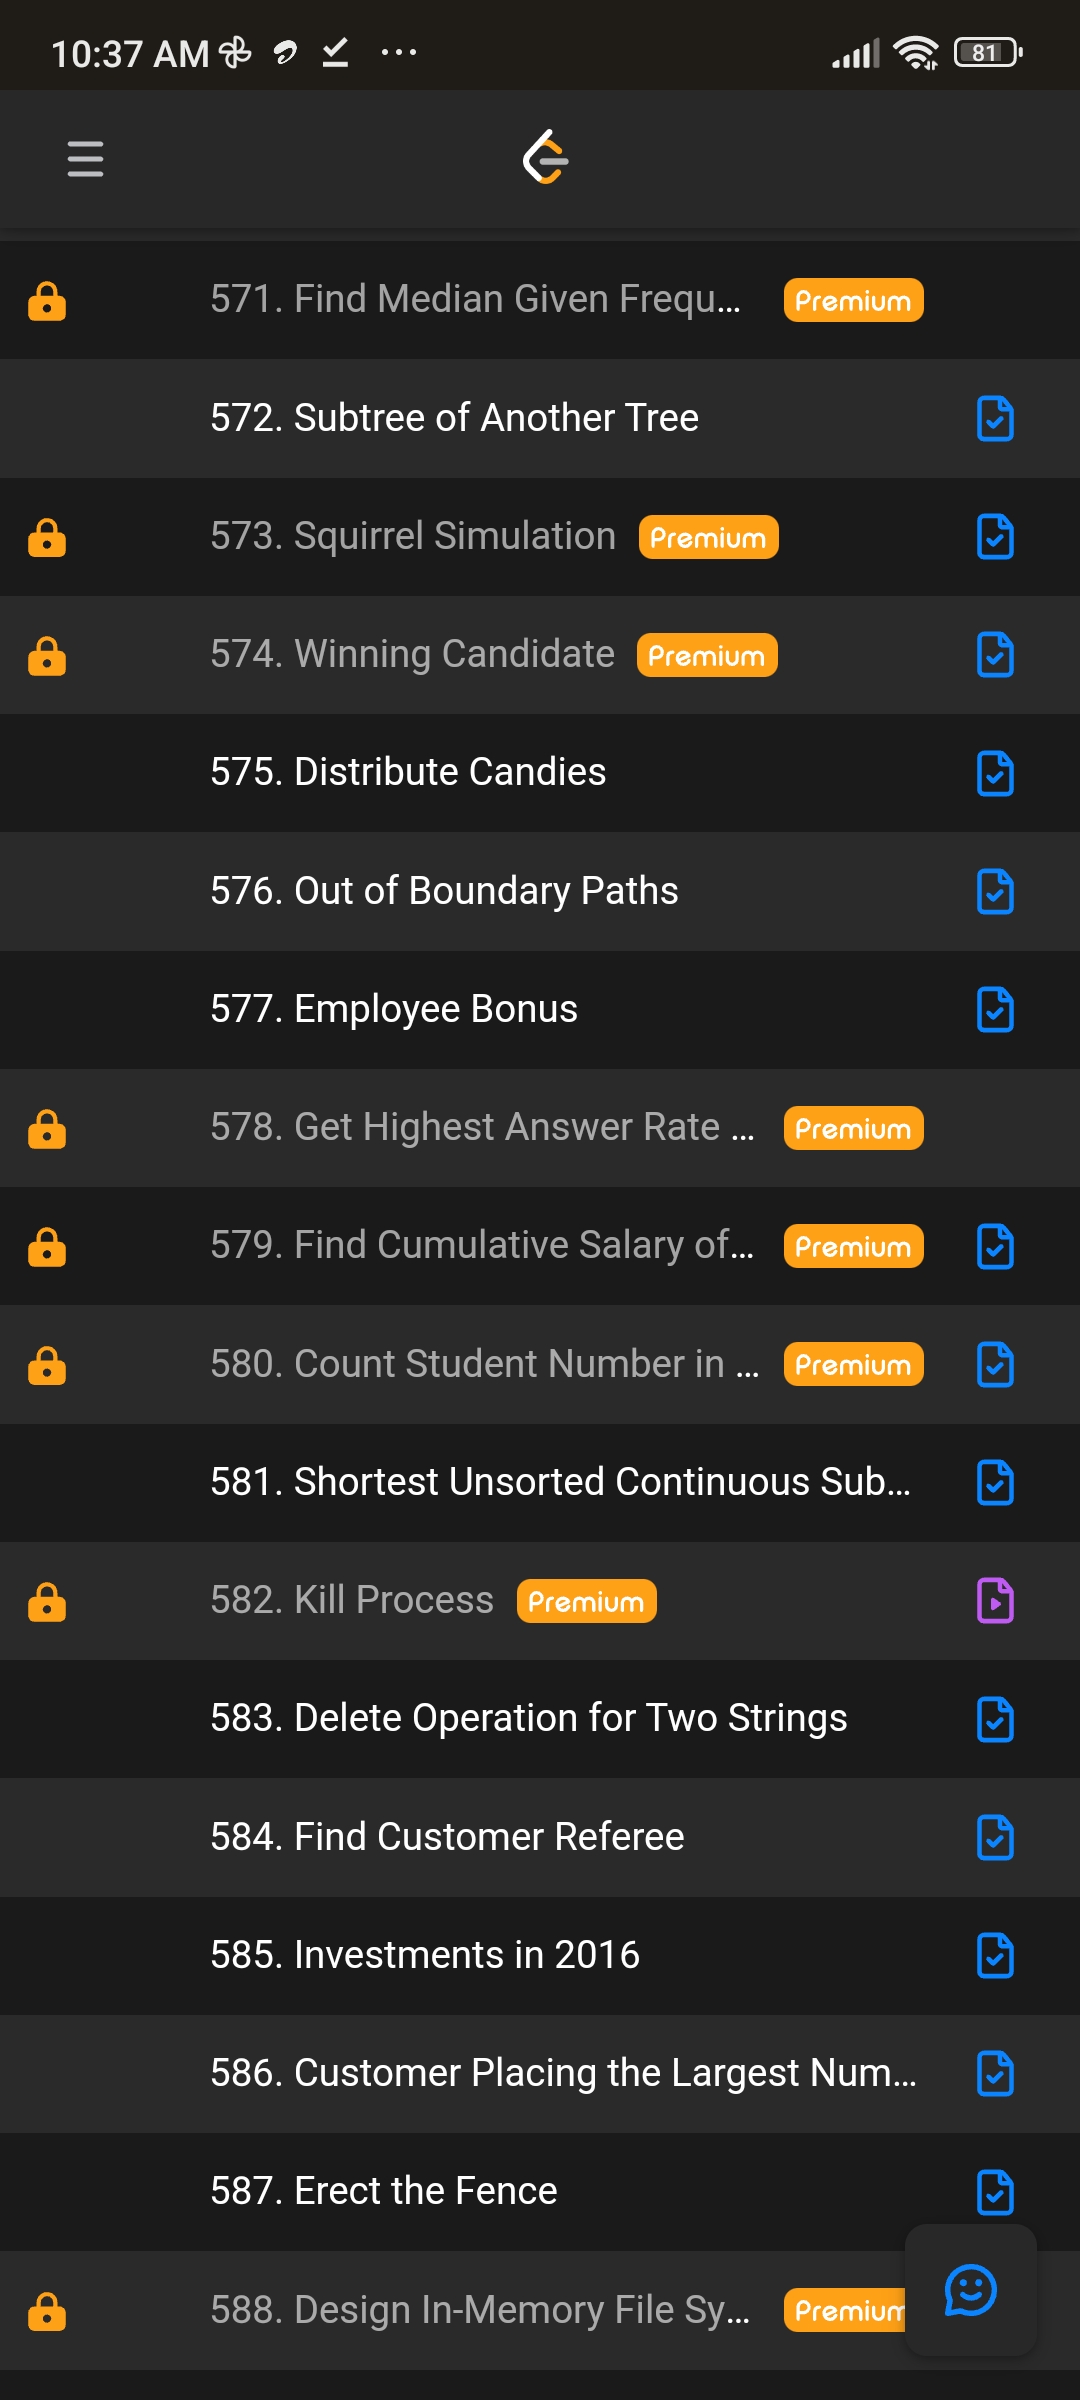 10:37 AM
81
571. Find Median Given Frequ... Premium
572. Subtree of Another Tree
573. Squirrel Simulation Premium
574. Winning Candidate Premium
575. Distribute Candies
576. Out of Boundary Paths
577. Employee Bonus
578. Get Highest Answer Rate ... Premium
579. Find Cumulative Salary of... Premium
580. Count Student Number in ... Premium
581. Shortest Unsorted Continuous Sub...
582. Kill Process Premium
583. Delete Operation for Two Strings
584. Find Customer Referee
585. Investments in 2016
586. Customer Placing the Largest Num...
587. Erect the Fence
588. Design In-Memory File Sy... Premium